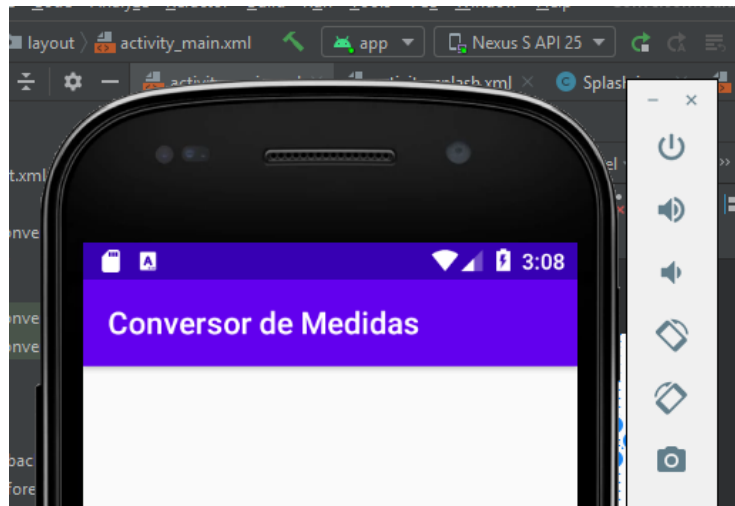 layout
activity_main.xml
app
Nexus S API 25
Splash
t.xml
nve
nve
nve
bac
fore
3:08
Conversor de Medidas